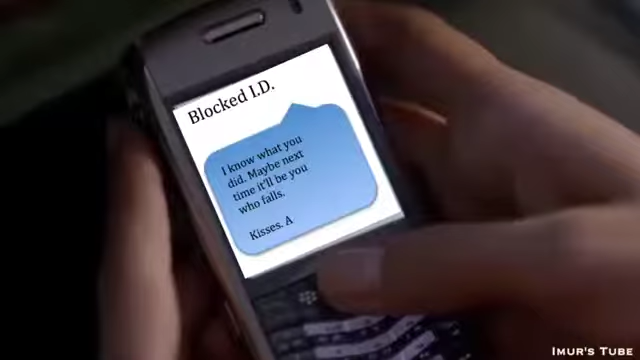 Blocked I.D.
I know what you
did. Maybe next
time it'll be you
who falls.
Kisses. A
Imur's Tube